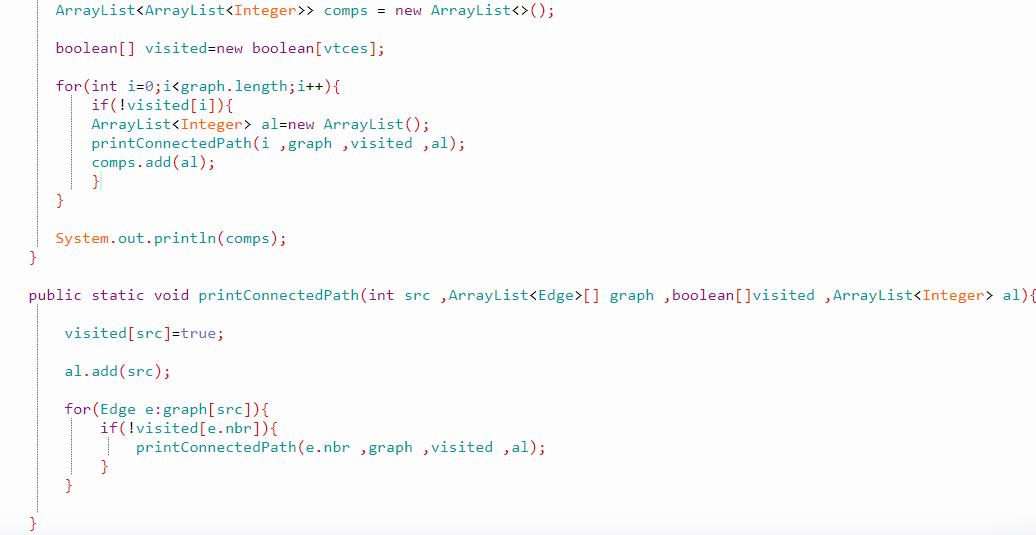 ArrayList<ArrayList<Integer>> comps = new ArrayList<>();
boolean[] visited=new boolean[vtces];
for(int i=0;i<graph.length;i++){
if(!visited[i]){
ArrayList<Integer> al=new ArrayList();
printConnectedPath(i ,graph ,visited ,al);
comps.add(al);
}
}
System.out.println(comps);
}
public static void printConnectedPath(int src ,ArrayList<Edge>[] graph ,boolean[]visited ,ArrayList<Integer> al){
visited[src]=true;
al.add(src);
for(Edge e:graph[src]){
if(!visited[e.nbr]){
printConnectedPath(e.nbr ,graph ,visited ,al);
}
}
}